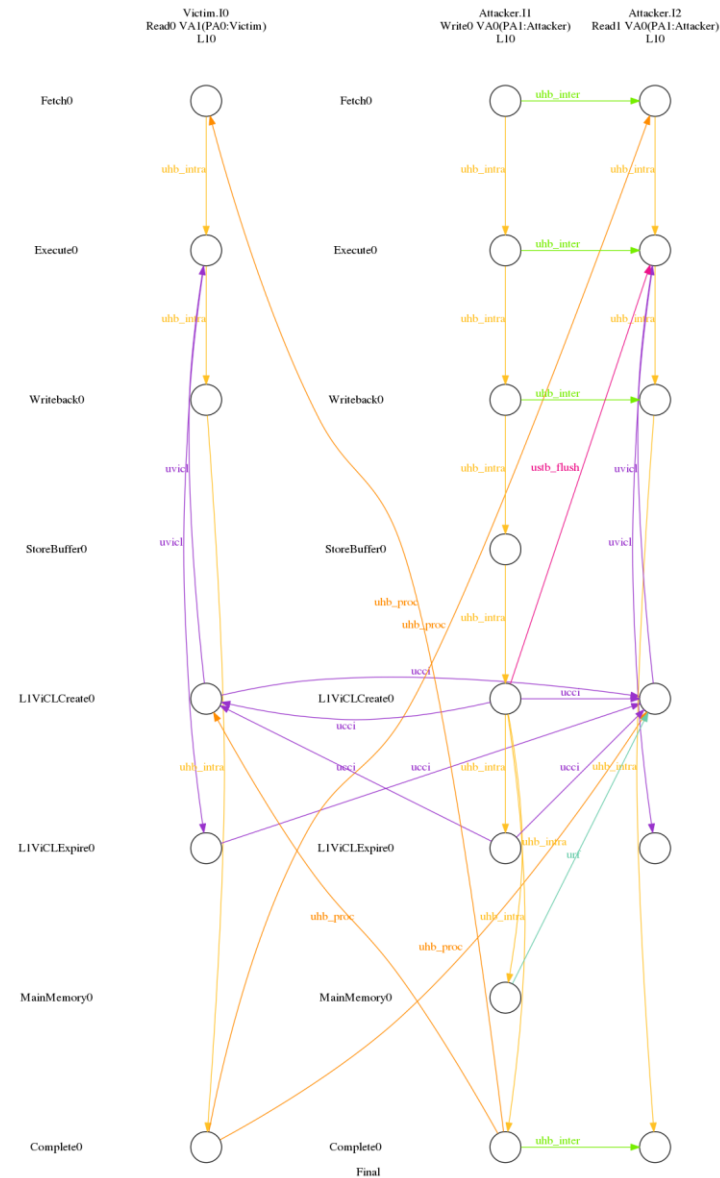 Victim.I0
Read0 VA1(PA0:Victim)
L10
Attacker.I1
Write0 VA0(PA1:Attacker)
L10
Attacker.I2
Read1 VA0(PA1:Attacker)
L10
Fetch0
Fetch0
uhb_inter
uhb_intra
uhb_intra
uhb_intra
Execute0
Execute0
uhb_inter
uhb_intra
uhb_intra
uhb_intra
Writeback0
Writeback0
uhb_inter
uvicl
uhb_intra
ustb_flush
uvicl
uvicl
StoreBuffer0
StoreBuffer0
uvicl
uhb_proc
uhb_proc
uhb_intra
ucci
L1ViCLCreate0
L1ViCLCreate0
ucci
ucci
uhb_intra
ucci
ucci
uhb_intra
ucci
uhb_intra
L1ViCLExpire0
L1ViCLExpire0
uhb_intra
uri
uhb_proc
uhb_intra
uhb_proc
MainMemory0
MainMemory0
Complete0
Complete0
uhb_inter
Final